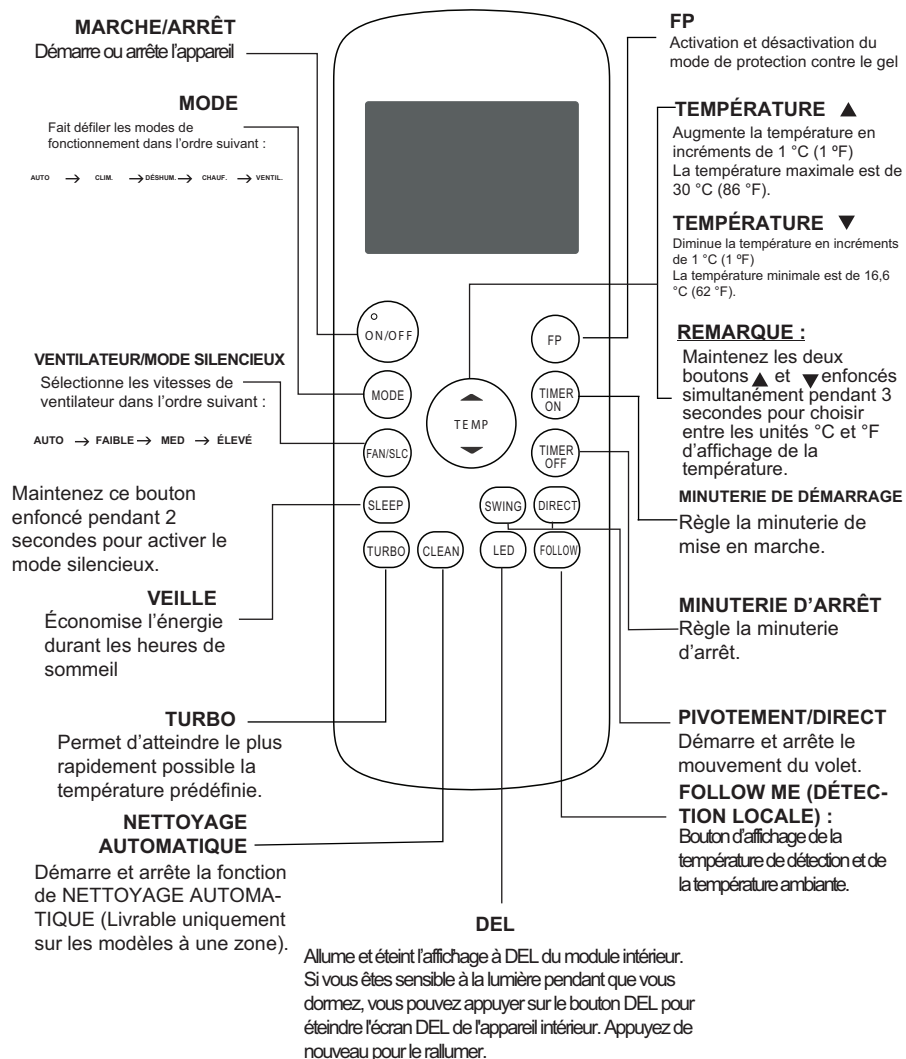 MARCHE/ARRÊT
Démarre ou arrête l'appareil
MODE
Fait défiler les modes de
fonctionnement dans l'ordre suivant :
AUTO → CLIM. → DÉSHUM. → CHAUF. → VENTIL.
VENTILATEUR/MODE SILENCIEUX
Sélectionne les vitesses de
ventilateur dans l'ordre suivant :
AUTO → FAIBLE → MED → ÉLEVÉ
Maintenez ce bouton
enfoncé pendant 2
secondes pour activer le
mode silencieux.
VEILLE
Économise l'énergie
durant les heures de
sommeil
TURBO
Permet d'atteindre le plus
rapidement possible la
température prédéfinie.
NETTOYAGE
AUTOMATIQUE
Démarre et arrête la fonction
de NETTOYAGE AUTOMA-
TIQUE (Livrable uniquement
sur les modèles à une zone).
ON/OFF
FP
MODE
TEMP
TIMER
ON
FAN/SLC
TIMER
OFF
SLEEP
SWING
DIRECT
TURBO
CLEAN
LED
FOLLOW
FP
Activation et désactivation du
mode de protection contre le gel
TEMPÉRATURE ▲
Augmente la température en
incréments de 1 °C (1 ºF)
La température maximale est de
30 °C (86 °F).
TEMPÉRATURE ▼
Diminue la température en incréments
de 1 °C (1 ºF)
La température minimale est de 16,6
°C (62 °F).
REMARQUE :
Maintenez les deux
boutons ▲ et ▼ enfoncés
simultanément pendant 3
secondes pour choisir
entre les unités °C et °F
d'affichage de la
température.
MINUTERIE DE DÉMARRAGE
Règle la minuterie de
mise en marche.
MINUTERIE D'ARRÊT
Règle la minuterie
d'arrêt.
PIVOTEMENT/DIRECT
Démarre et arrête le
mouvement du volet.
FOLLOW ME (DÉTEC-
TION LOCALE) :
Bouton d'affichage de la
température de détection et de
la température ambiante.
DEL
Allume et éteint l'affichage à DEL du module intérieur.
Si vous êtes sensible à la lumière pendant que vous
dormez, vous pouvez appuyer sur le bouton DEL pour
éteindre l'écran DEL de l'appareil intérieur. Appuyez de
nouveau pour le rallumer.